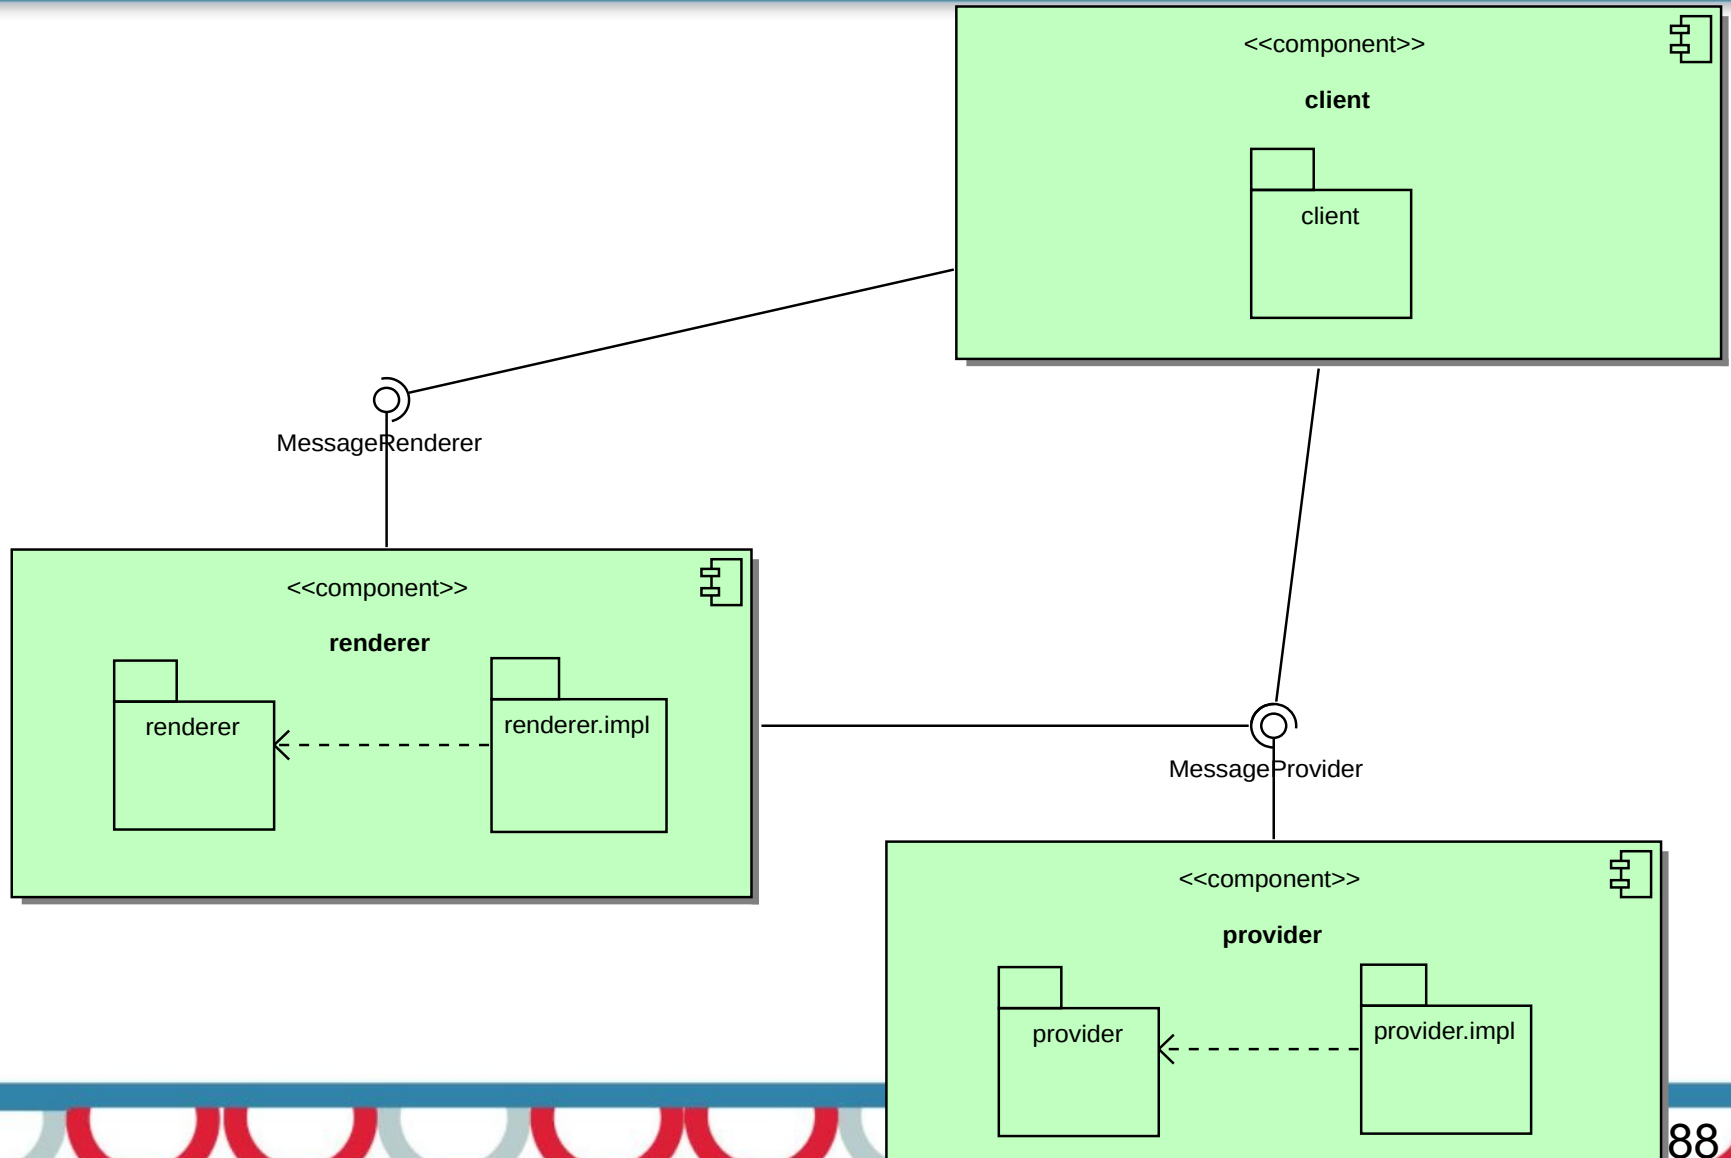 <<component>>
client
client
MessageRenderer
<<component>>
renderer
renderer
renderer.impl
MessageProvider
<<component>>
provider
provider
provider.impl
88